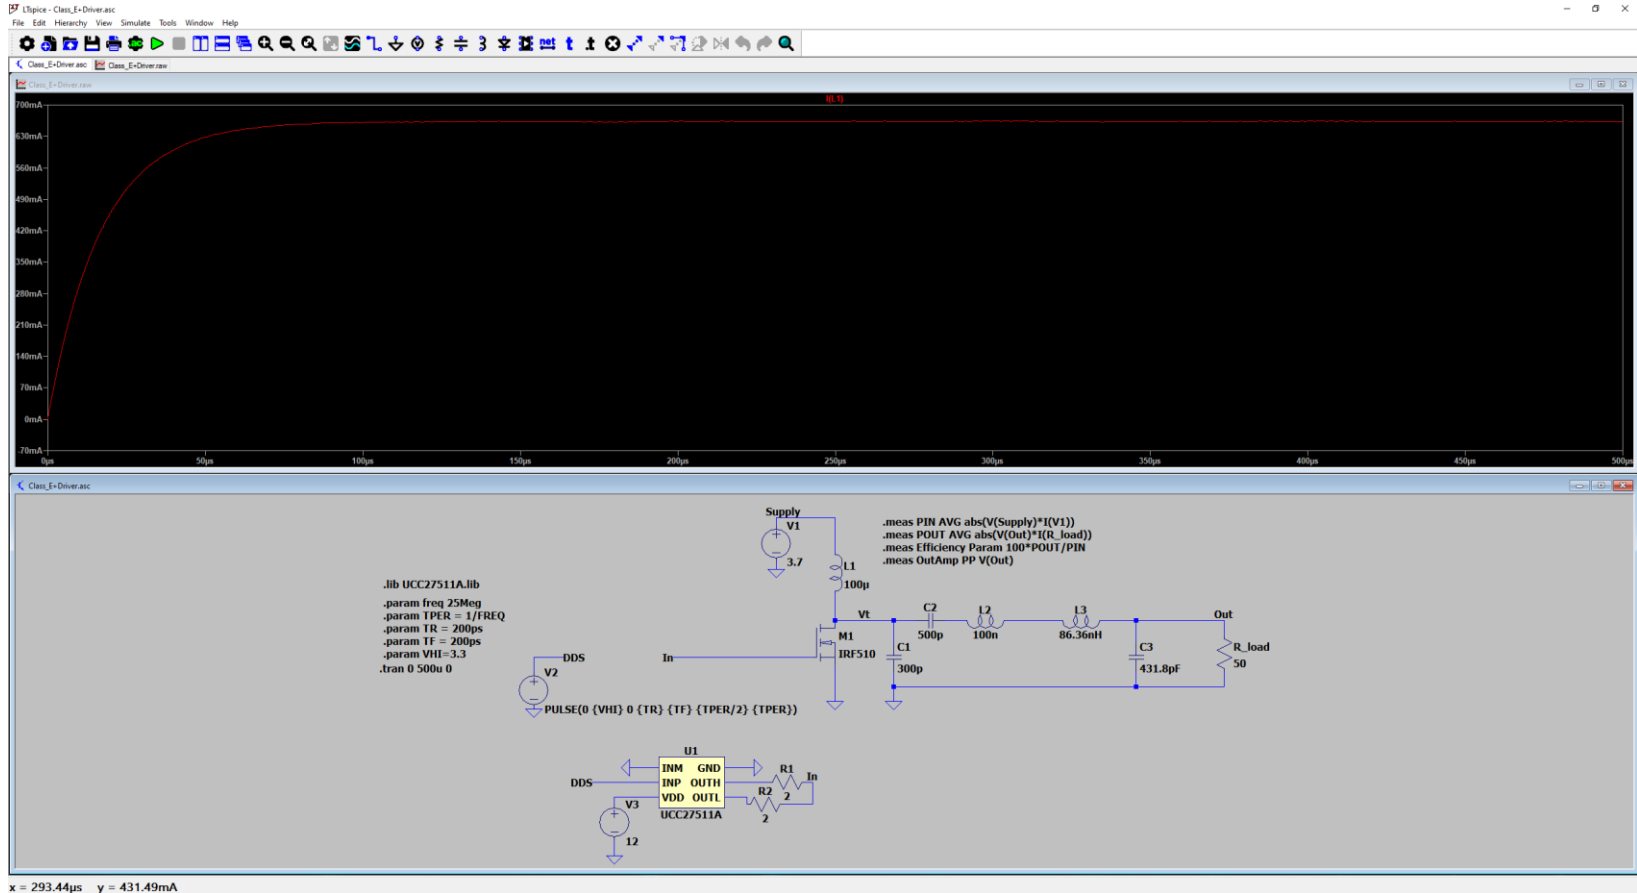 LTspice - Class_E+Driver.asc
File Edit Hierarchy View Simulate Tools Window Help
Class_E+Driver.asc Class_E+Driver.raw
Class_E+Driver.raw
I(L1)
700mA
630mA
560mA
490mA
420mA
350mA
280mA
210mA
140mA
70mA
0mA
-70mA
0µs 50µs 100µs 150µs 200µs 250µs 300µs 350µs 400µs 450µs 500µs
Class_E+Driver.asc
Supply
V1
3.7
.meas PIN AVG abs(V(Supply)*I(V1))
.meas POUT AVG abs(V(Out)*I(R_load))
.meas Efficiency Param 100*POUT/PIN
.meas OutAmp PP V(Out)
L1
100µ
.lib UCC27511A.lib
.param freq 25Meg
.param TPER = 1/FREQ
.param TR = 200ps
.param TF = 200ps
.param VHI=3.3
.tran 0 500u 0
Vt
C2
500p
L2
100n
L3
86.36nH
Out
M1
IRF510
C1
300p
C3
431.8pF
R_load
50
DDS
In
V2
PULSE(0 {VHI} 0 {TR} {TF} {TPER/2} {TPER})
U1
INM GND
INP OUTH
VDD OUTL
UCC27511A
DDS
R1
2
In
R2
2
V3
12
x = 293.44µs y = 431.49mA